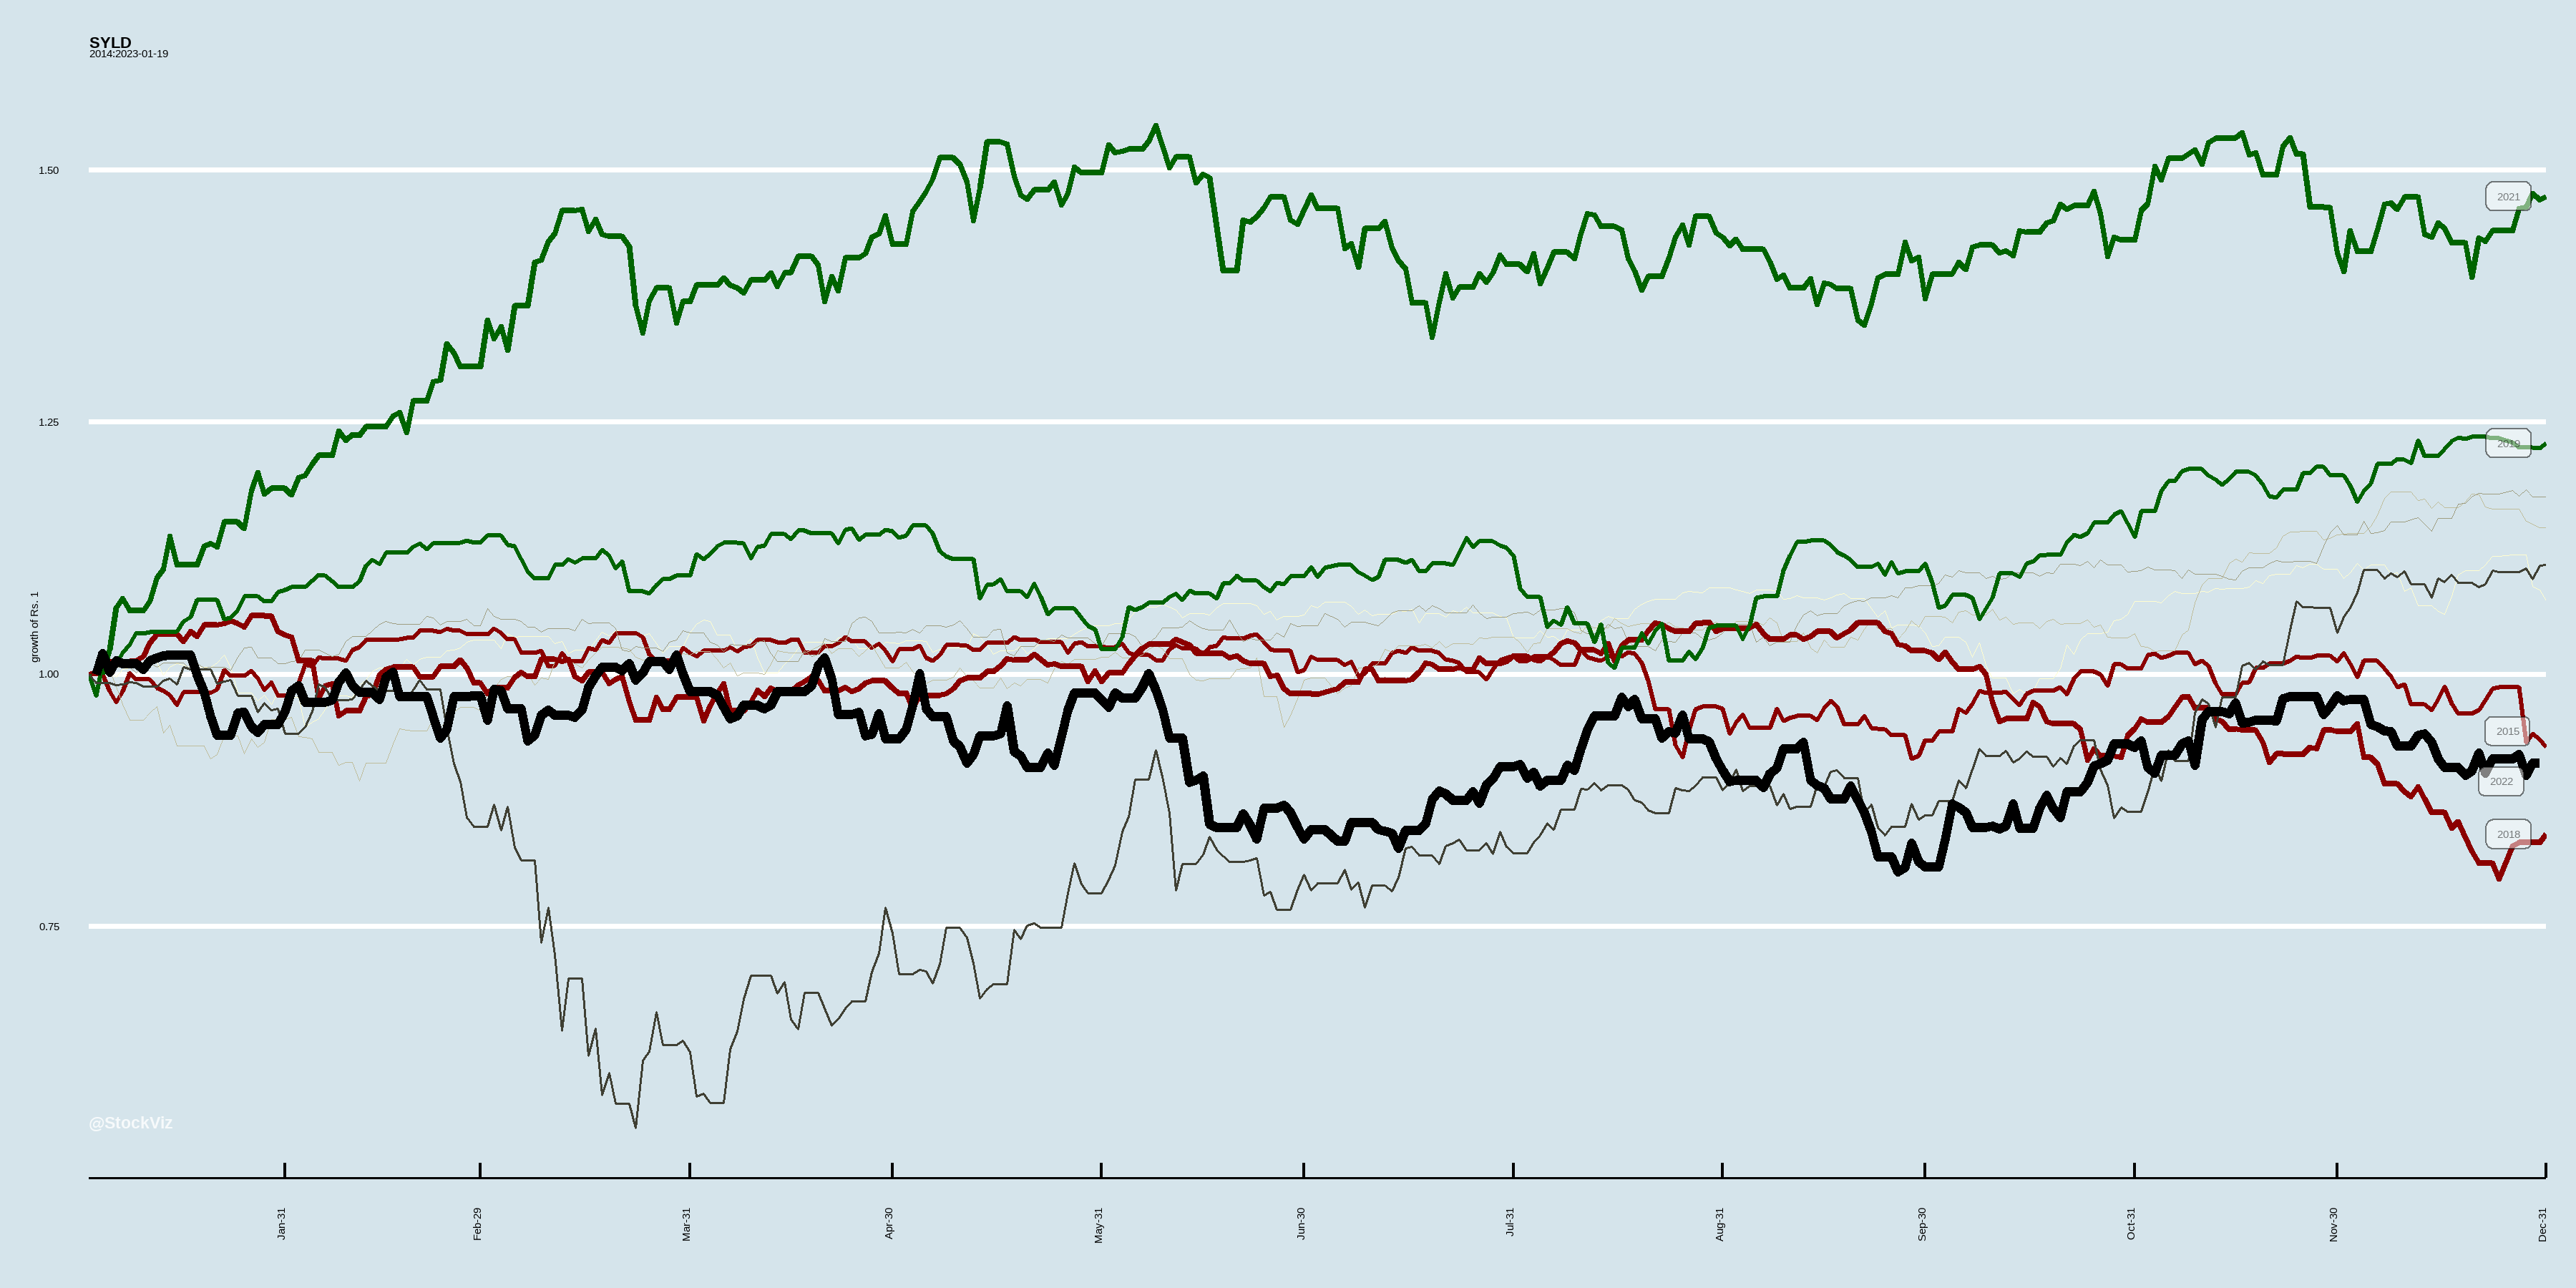 SYLD
2014:2023-01-19
1.50
2021
1.25
2019
growth of Rs. 1
1.00
2015
2022
2018
0.75
@StockViz
Jan-31
Feb-29
Mar-31
Apr-30
May-31
Jun-30
Jul-31
Aug-31
Sep-30
Oct-31
Nov-30
Dec-31